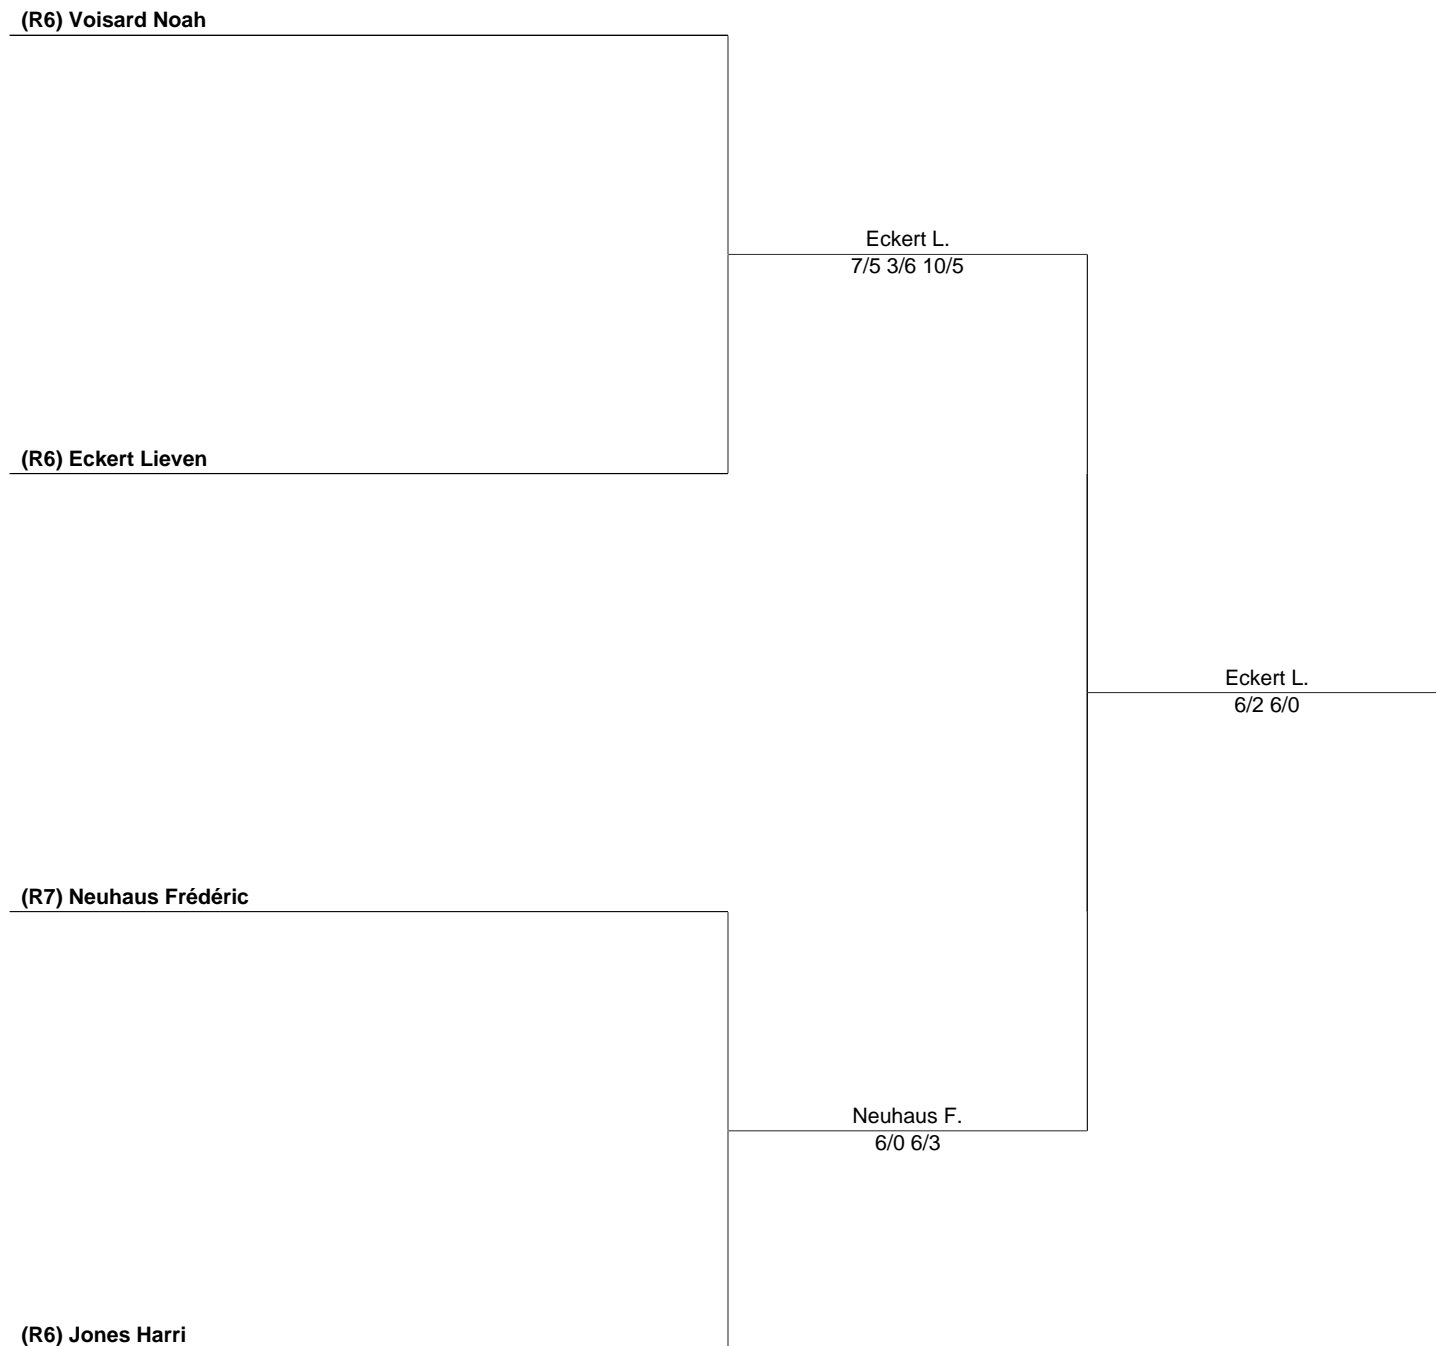 (R6) Voisard Noah
Eckert L.
7/5 3/6 10/5
(R6) Eckert Lieven
Eckert L.
6/2 6/0
(R7) Neuhaus Frédéric
Neuhaus F.
6/0 6/3
(R6) Jones Harri